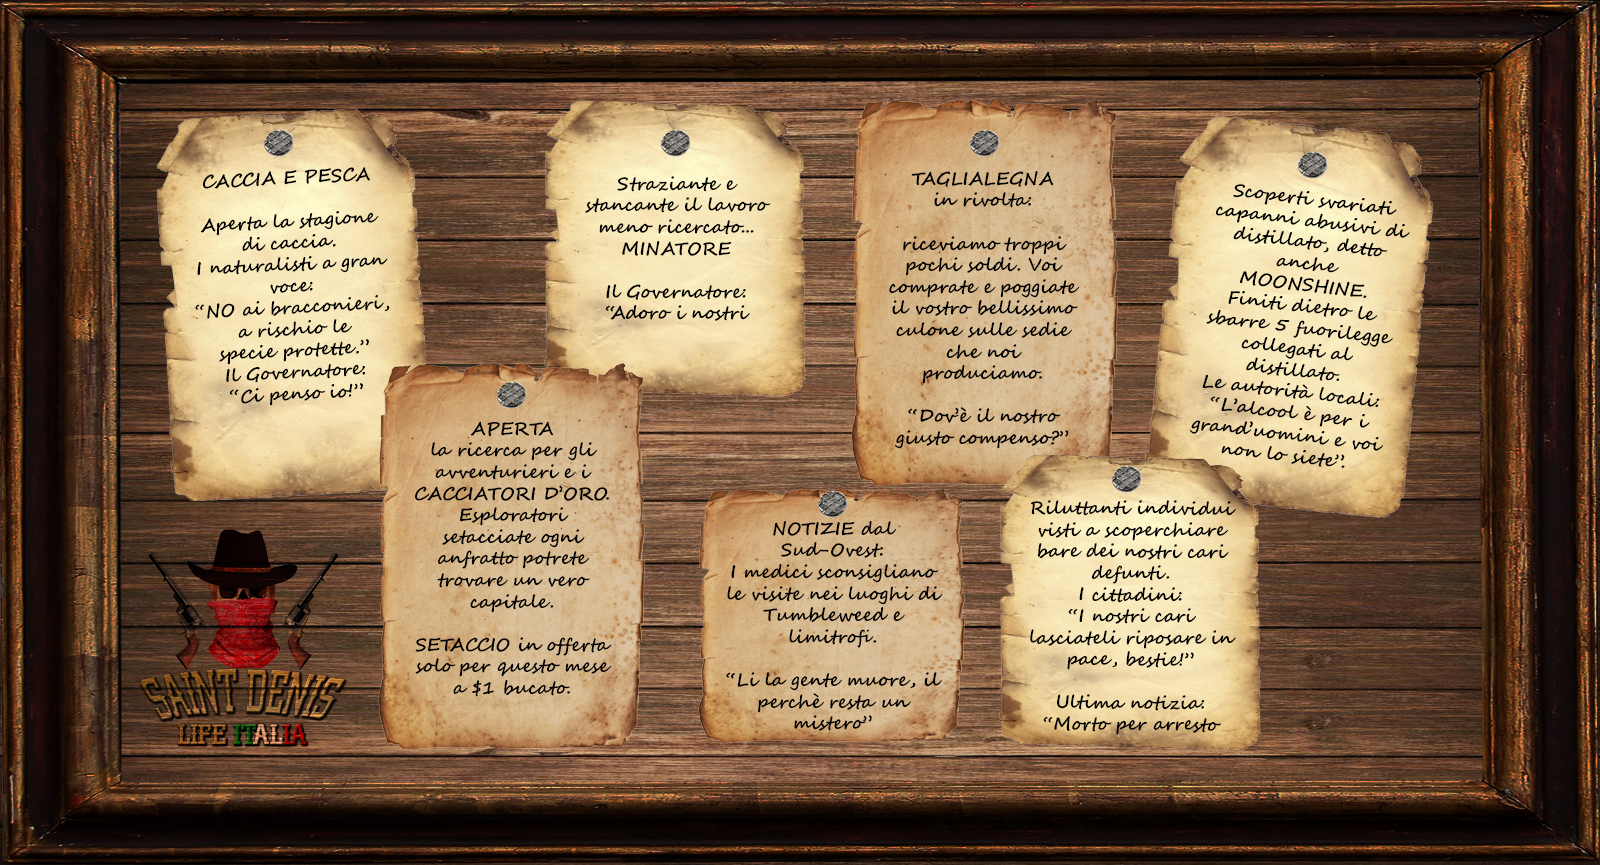 CACCIA E PESCA
Aperta la stagione
di caccia.
I naturalisti a gran
voce:
“NO ai bracconieri,
a rischio le
specie protette.”
Il Governatore:
“Ci penso io!”
Straziante e
stancante il lavoro
meno ricercato...
MINATORE
Il Governatore:
“Adoro i nostri
TAGLIALEGNA
in rivolta:
riceviamo troppi
pochi soldi. Voi
comprate e poggiate
il vostro bellissimo
culone sulle sedie
che noi
produciamo.
“Dov'è il nostro
giusto compenso?”
Scoperti svariati
capanni abusivi di
distillato, detto
anche
MOONSHINE.
Finiti dietro le
sbarre 5 fuorilegge
collegati al
distillato.
Le autorità locali:
“L'alcool è per i
grand'uomini e voi
non lo siete”.
APERTA
la ricerca per gli
avventurieri e i
CACCIATORI D'ORO.
Esploratori
setacciate ogni
anfratto potrete
trovare un vero
capitale.
SETACCIO in offerta
solo per questo mese
a $1 bucato.
NOTIZIE dal
Sud-Ovest:
I medici sconsigliano
le visite nei luoghi di
Tumbleweed e
limitrofi.
“Li la gente muore, il
perchè resta un
mistero”
Riluttanti individui
visti a scoperchiare
bare dei nostri cari
defunti.
I cittadini:
“I nostri cari
lasciateli riposare in
pace, bestie!”
Ultima notizia:
“Morto per arresto
SAINT DENIS
LIFE ITALIA